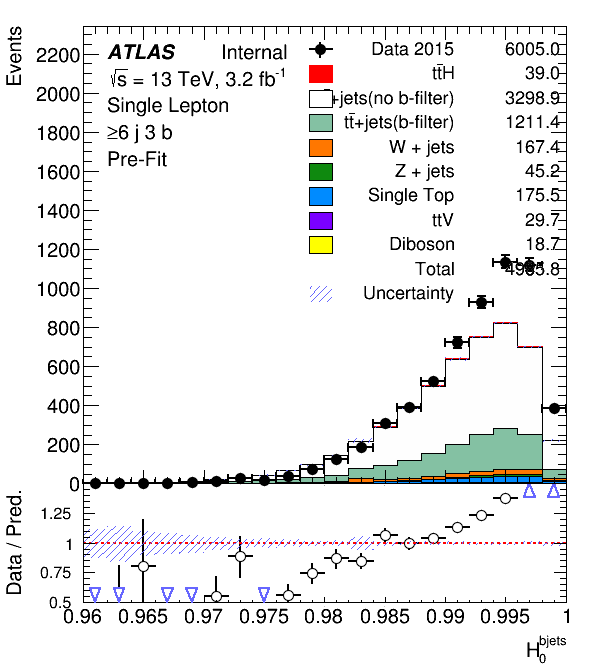 Events
2200
2000
1800
1600
1400
1200
1000
800
600
400
200
0
ATLAS Internal
√s = 13 TeV, 3.2 fb⁻¹
Single Lepton
≥6 j 3 b
Pre-Fit
Data 2015 6005.0
tt̄H 39.0
+jets(no b-filter) 3298.9
tt̄+jets(b-filter) 1211.4
W + jets 167.4
Z + jets 45.2
Single Top 175.5
ttV 29.7
Diboson 18.7
Total
Uncertainty
Data / Pred.
1.25
1
0.75
0.5
0.96 0.965 0.97 0.975 0.98 0.985 0.99 0.995 1
H₀ᵇʲᵉᵗˢ